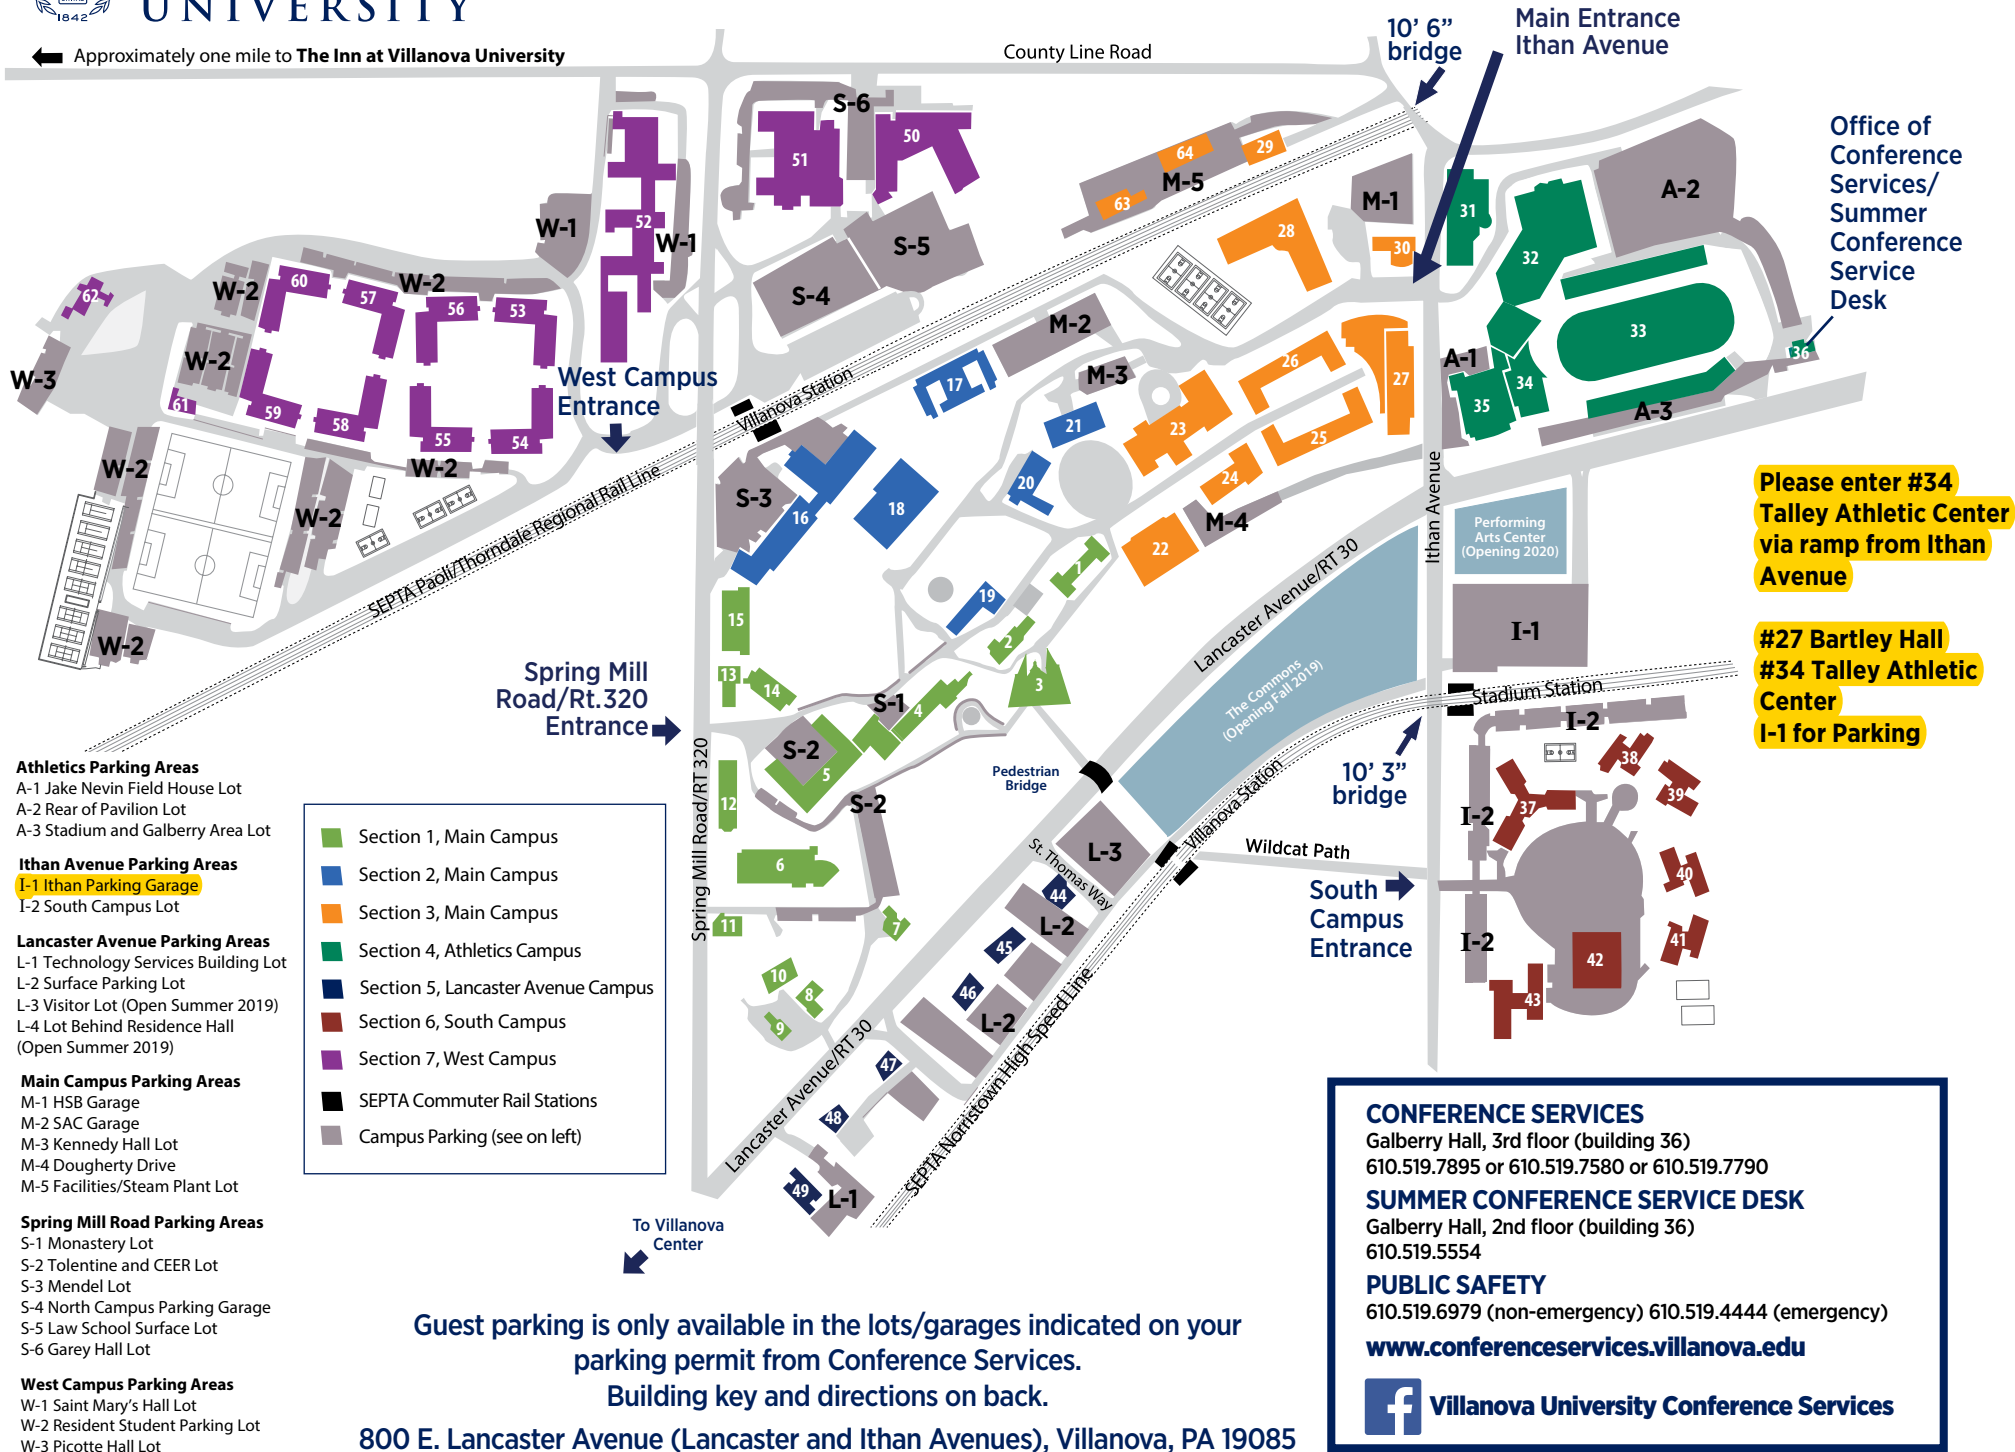 1842
UNIVERSITY
Approximately one mile to The Inn at Villanova University
County Line Road
10’ 6”
bridge
Main Entrance
Ithan Avenue
Office of
Conference
Services/
Summer
Conference
Service
Desk
S-6
50
51
52
W-1
W-1
S-5
S-4
64
29
M-5
63
M-1
28
30
31
32
A-2
33
36
A-1
34
35
A-3
62
W-2
60
57
W-2
56
53
W-2
W-3
61
59
58
55
54
W-2
W-2
W-2
W-2
West Campus
Entrance
Villanova Station
SEPTA Paoli/Thorndale Regional Rail Line
M-2
M-3
17
21
20
18
16
S-3
19
23
26
25
27
24
M-4
22
1
2
3
15
13
14
S-1
4
S-2
5
12
S-2
6
11
7
10
8
9
Spring Mill
Road/Rt.320
Entrance
Spring Mill Road/RT 320
Ithan Avenue
Lancaster Avenue/RT 30
Performing
Arts Center
(Opening 2020)
I-1
The Commons
(Opening Fall 2019)
Stadium Station
I-2
38
39
37
I-2
40
41
42
43
I-2
10’ 3”
bridge
Pedestrian
Bridge
Villanova Station
Wildcat Path
South
Campus
Entrance
St. Thomas Way
L-3
44
L-2
45
46
L-2
47
48
49
L-1
Lancaster Avenue/RT 30
SEPTA Norristown High Speed Line
To Villanova
Center
Please enter #34
Talley Athletic Center
via ramp from Ithan
Avenue
#27 Bartley Hall
#34 Talley Athletic
Center
I-1 for Parking
Athletics Parking Areas
A-1 Jake Nevin Field House Lot
A-2 Rear of Pavilion Lot
A-3 Stadium and Galberry Area Lot
Ithan Avenue Parking Areas
I-1 Ithan Parking Garage
I-2 South Campus Lot
Lancaster Avenue Parking Areas
L-1 Technology Services Building Lot
L-2 Surface Parking Lot
L-3 Visitor Lot (Open Summer 2019)
L-4 Lot Behind Residence Hall
(Open Summer 2019)
Main Campus Parking Areas
M-1 HSB Garage
M-2 SAC Garage
M-3 Kennedy Hall Lot
M-4 Dougherty Drive
M-5 Facilities/Steam Plant Lot
Spring Mill Road Parking Areas
S-1 Monastery Lot
S-2 Tolentine and CEER Lot
S-3 Mendel Lot
S-4 North Campus Parking Garage
S-5 Law School Surface Lot
S-6 Garey Hall Lot
West Campus Parking Areas
W-1 Saint Mary’s Hall Lot
W-2 Resident Student Parking Lot
W-3 Picotte Hall Lot
Section 1, Main Campus
Section 2, Main Campus
Section 3, Main Campus
Section 4, Athletics Campus
Section 5, Lancaster Avenue Campus
Section 6, South Campus
Section 7, West Campus
SEPTA Commuter Rail Stations
Campus Parking (see on left)
Guest parking is only available in the lots/garages indicated on your
parking permit from Conference Services.
Building key and directions on back.
800 E. Lancaster Avenue (Lancaster and Ithan Avenues), Villanova, PA 19085
CONFERENCE SERVICES
Galberry Hall, 3rd floor (building 36)
610.519.7895 or 610.519.7580 or 610.519.7790
SUMMER CONFERENCE SERVICE DESK
Galberry Hall, 2nd floor (building 36)
610.519.5554
PUBLIC SAFETY
610.519.6979 (non-emergency) 610.519.4444 (emergency)
www.conferenceservices.villanova.edu
Villanova University Conference Services